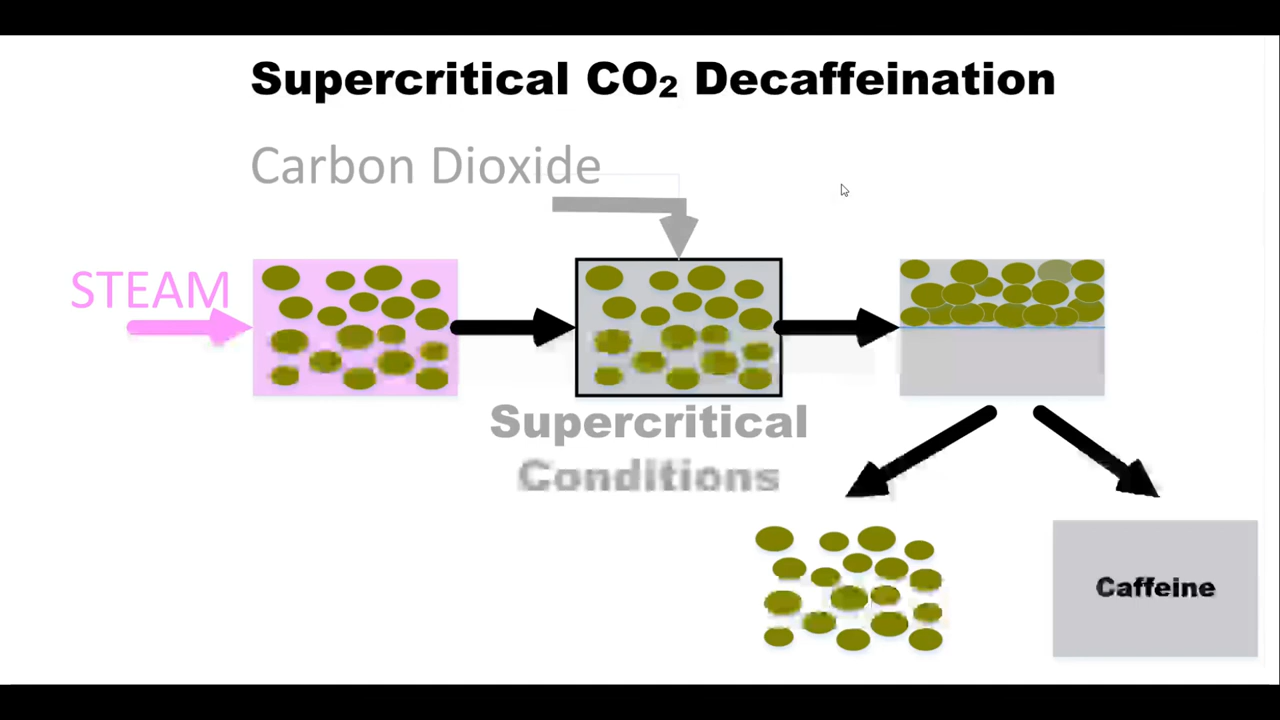 Supercritical CO₂ Decaffeination
Carbon Dioxide
STEAM
Supercritical
Conditions
Caffeine